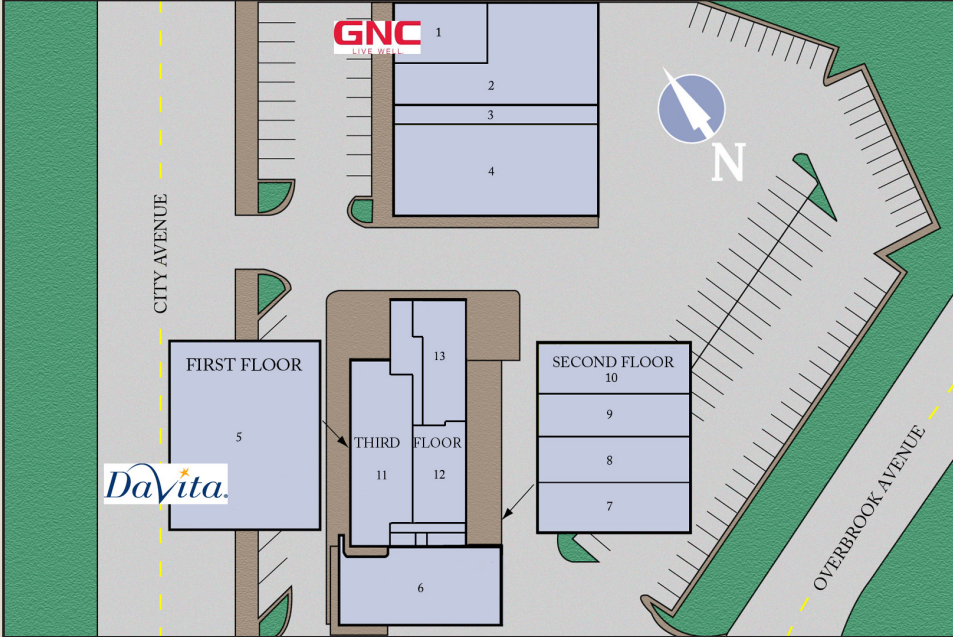 GNC
LIVE WELL.
1
2
3
4
N
CITY AVENUE
FIRST FLOOR
5
DaVita.
THIRD FLOOR
13
11
12
6
SECOND FLOOR
10
9
8
7
OVERBROOK AVENUE